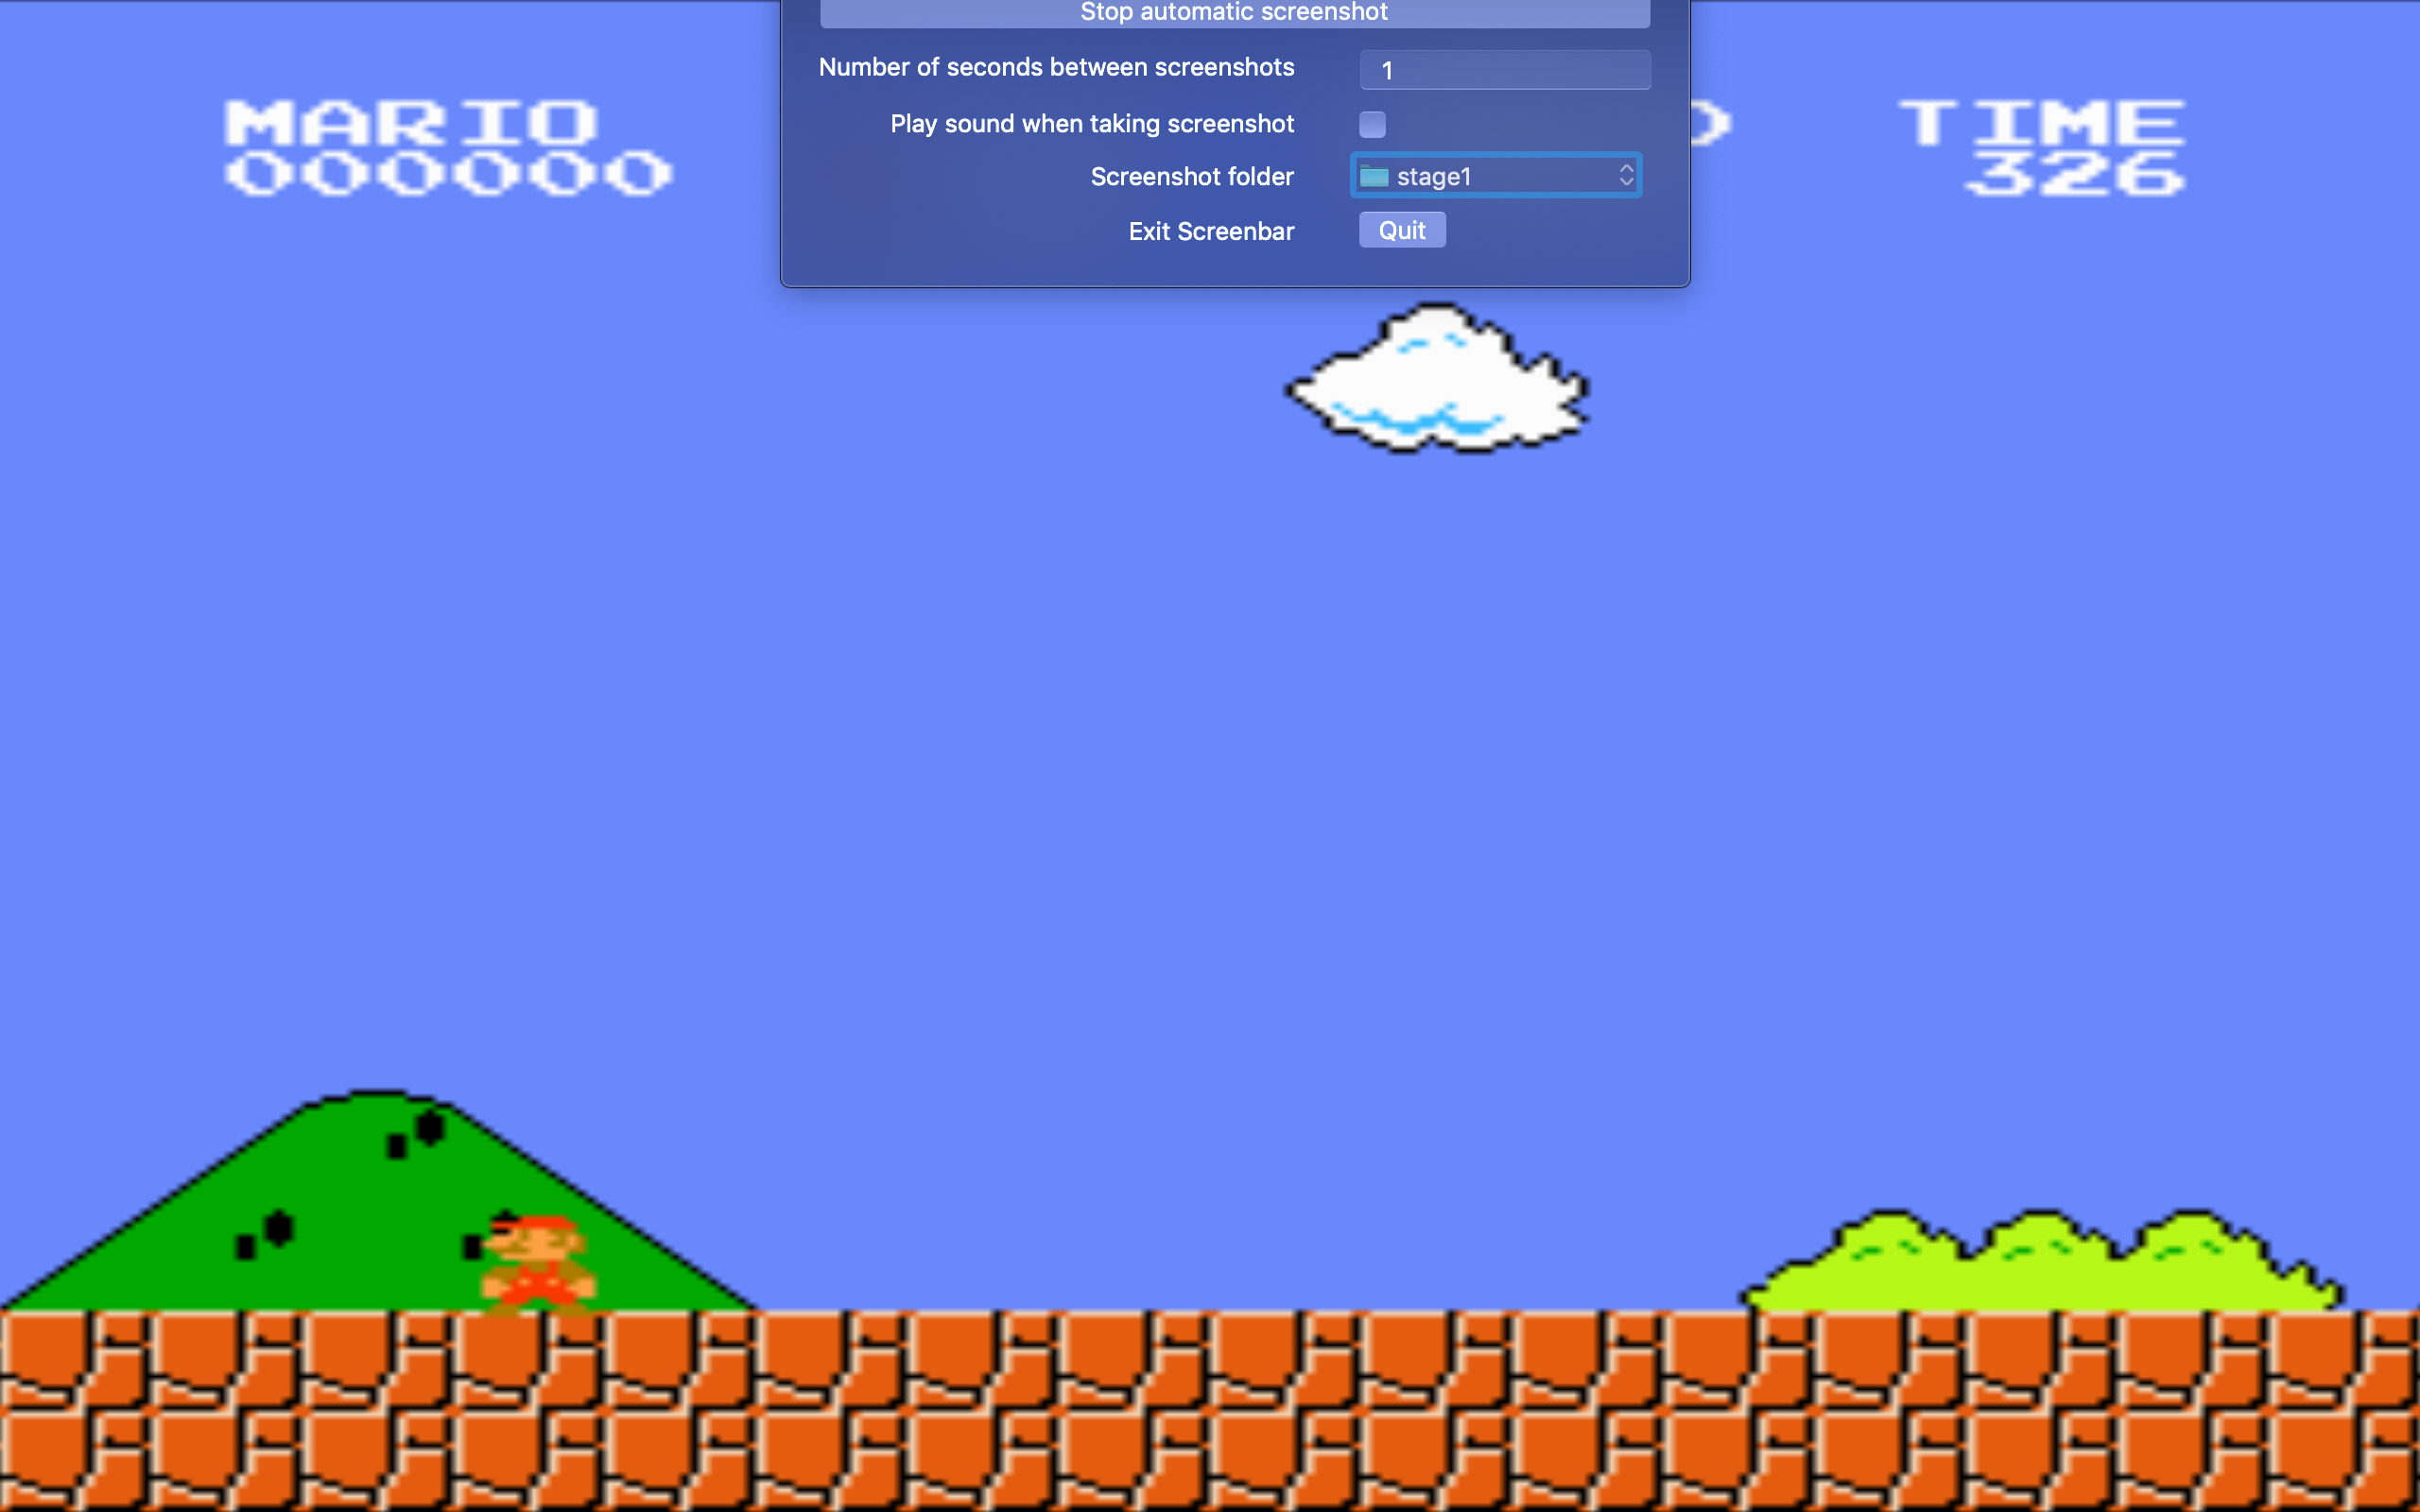 Stop automatic screenshot
Number of seconds between screenshots 1
Play sound when taking screenshot
Screenshot folder stage1
Exit Screenbar Quit
MARIO TIME
000000 326